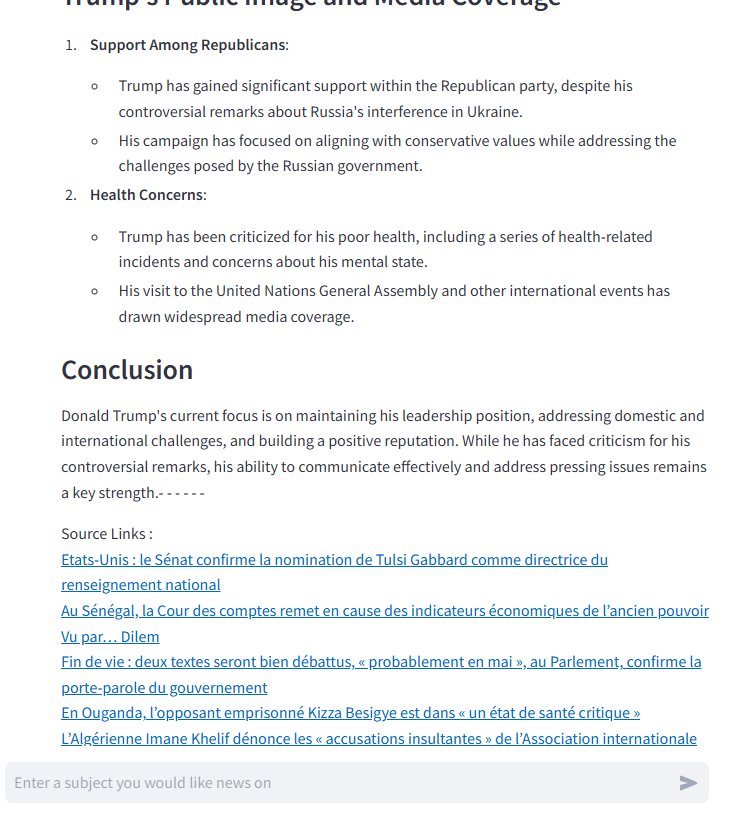 Trump's Public Image and Media Coverage
1. Support Among Republicans:
Trump has gained significant support within the Republican party, despite his
controversial remarks about Russia's interference in Ukraine.
His campaign has focused on aligning with conservative values while addressing the
challenges posed by the Russian government.
2. Health Concerns:
Trump has been criticized for his poor health, including a series of health-related
incidents and concerns about his mental state.
His visit to the United Nations General Assembly and other international events has
drawn widespread media coverage.
Conclusion
Donald Trump's current focus is on maintaining his leadership position, addressing domestic and
international challenges, and building a positive reputation. While he has faced criticism for his
controversial remarks, his ability to communicate effectively and address pressing issues remains
a key strength.- - - - - -
Source Links :
Etats-Unis : le Sénat confirme la nomination de Tulsi Gabbard comme directrice du
renseignement national
Au Sénégal, la Cour des comptes remet en cause des indicateurs économiques de l’ancien pouvoir
Vu par… Dilem
Fin de vie : deux textes seront bien débattus, « probablement en mai », au Parlement, confirme la
porte-parole du gouvernement
En Ouganda, l’opposant emprisonné Kizza Besigye est dans « un état de santé critique »
L’Algérienne Imane Khelif dénonce les « accusations insultantes » de l’Association internationale
Enter a subject you would like news on